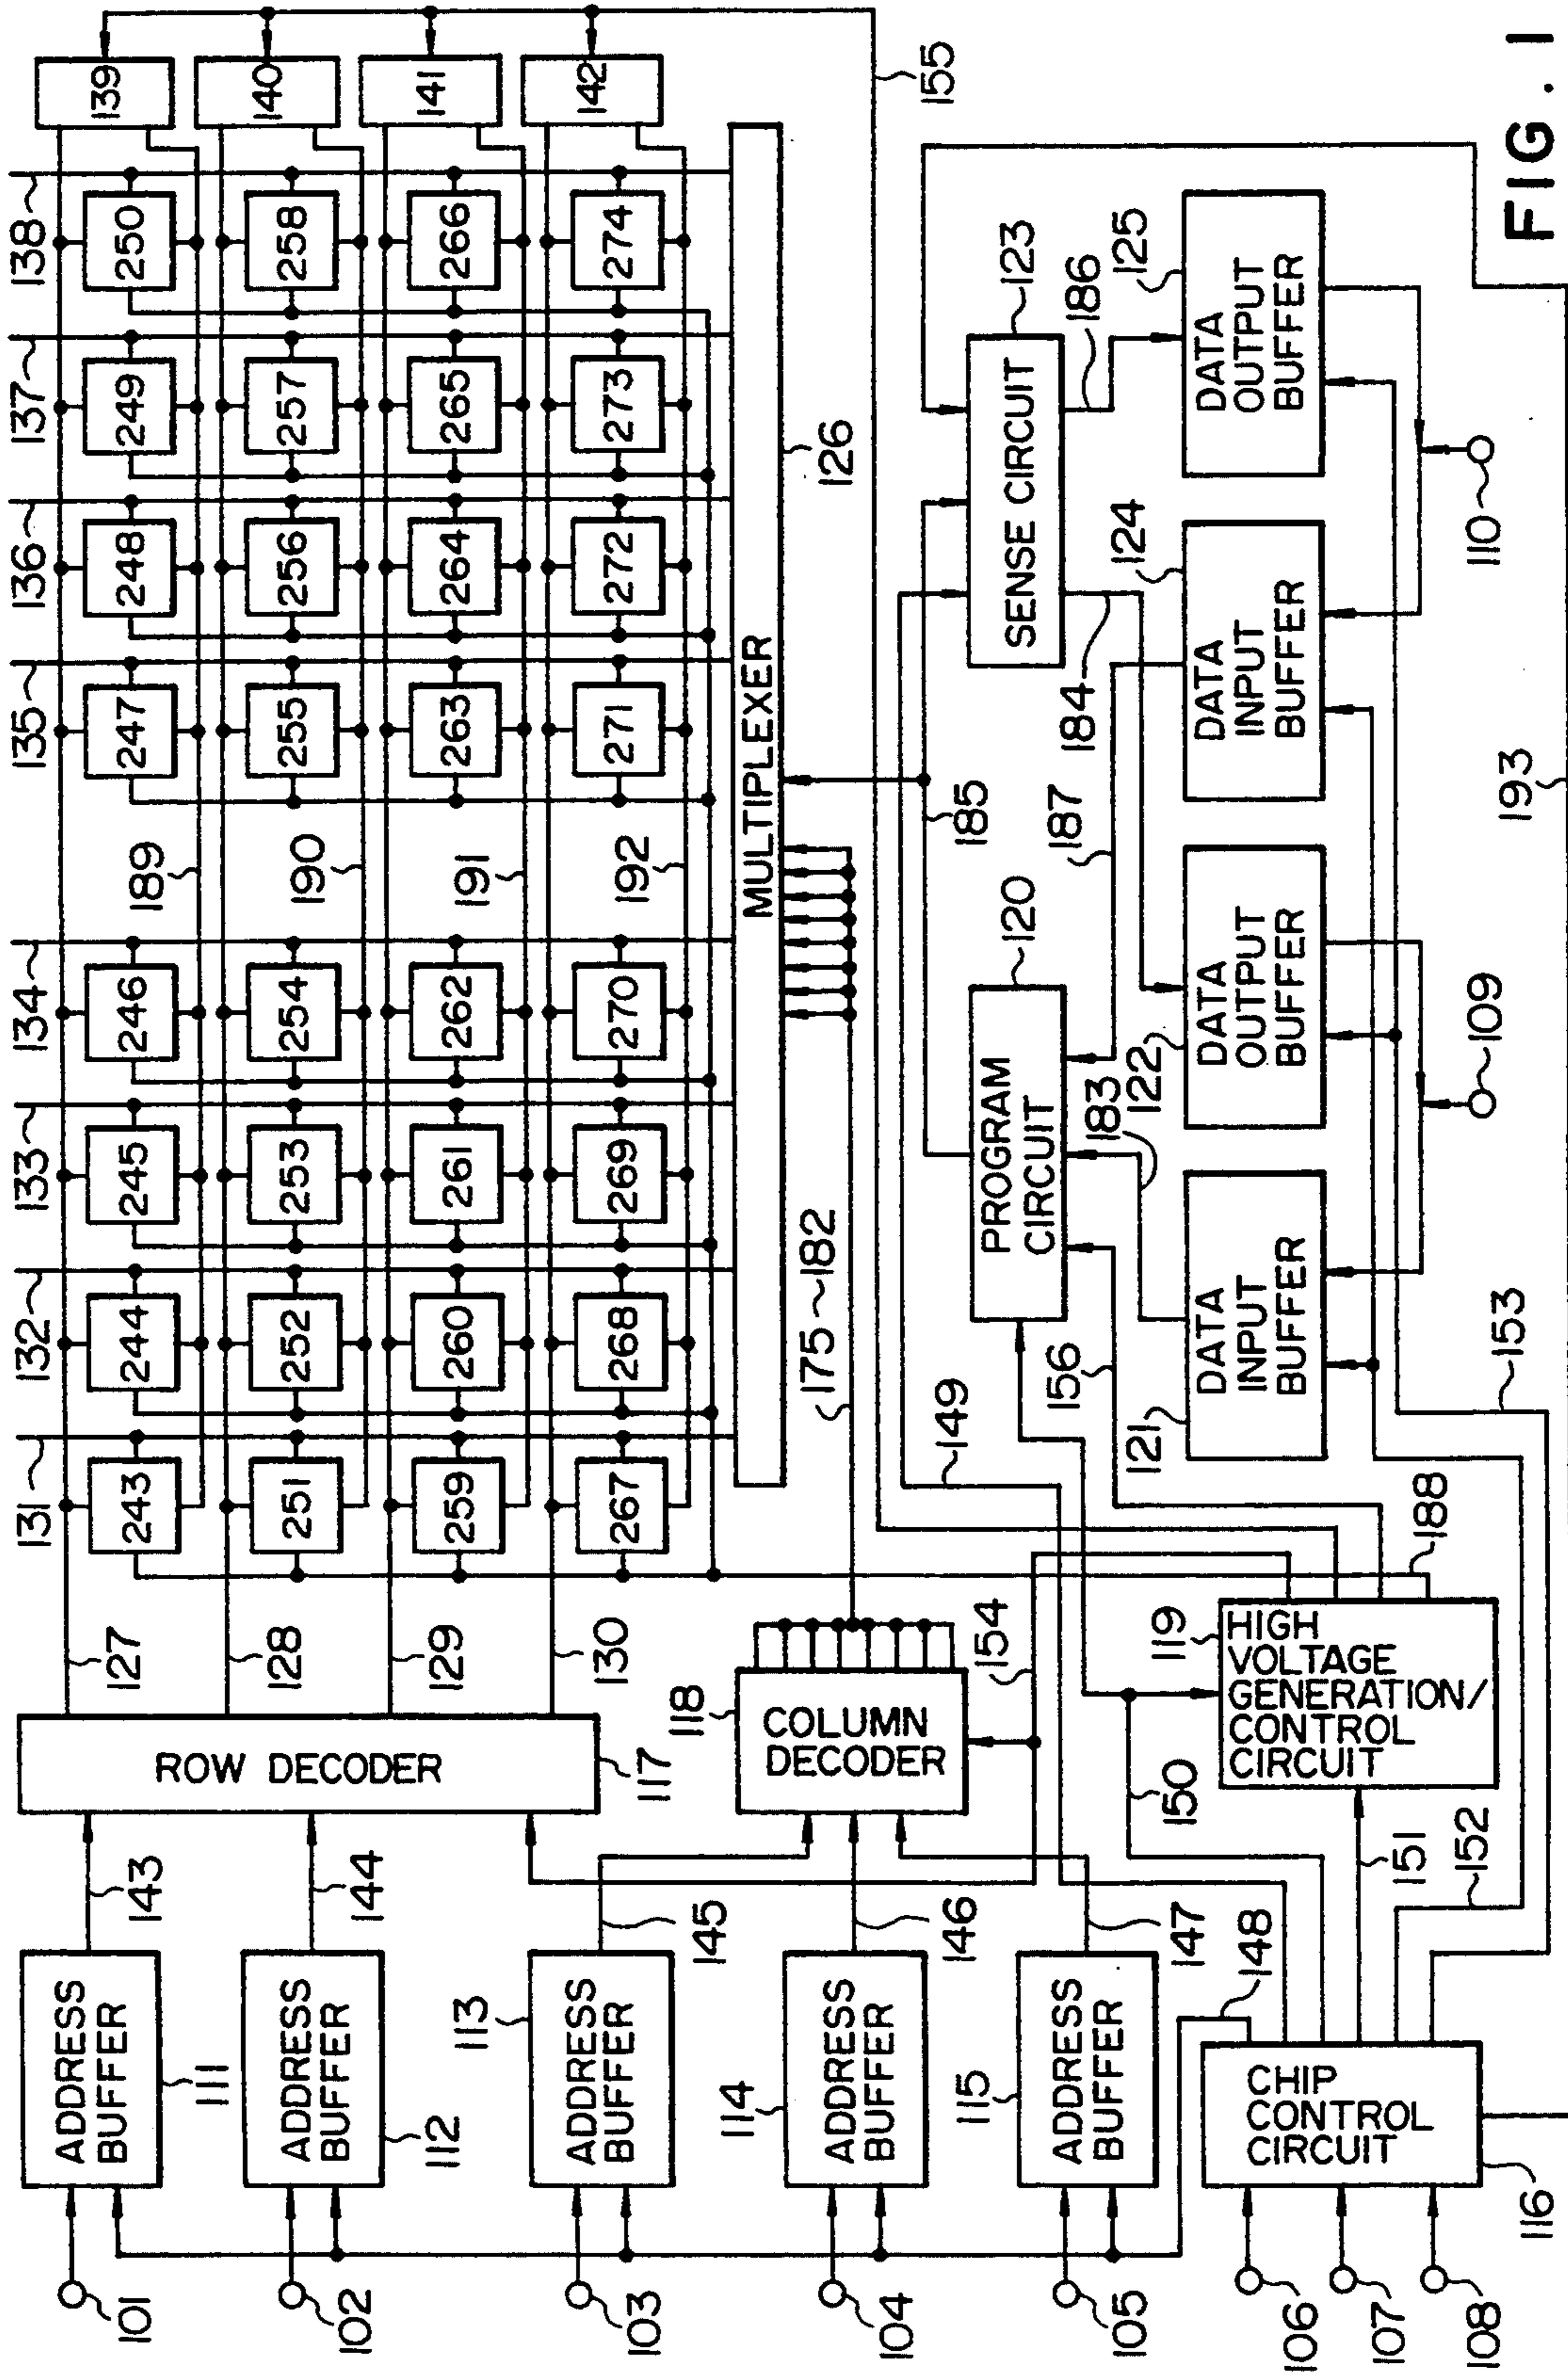 138
137
136
135
134
133
132
131
139
250
249
248
247
246
245
244
243
127
189
140
258
257
256
255
254
253
252
251
128
190
141
266
265
264
263
262
261
260
259
129
191
142
274
273
272
271
270
269
268
267
130
192
ROW DECODER
117
143
144
ADDRESS
BUFFER
111
101
ADDRESS
BUFFER
112
102
ADDRESS
BUFFER
113
103
145
ADDRESS
BUFFER
114
104
146
ADDRESS
BUFFER
115
105
147
148
MULTIPLEXER
126
155
175~182
118
COLUMN
DECODER
154
149
185
SENSE CIRCUIT
123
186
184
187
PROGRAM
CIRCUIT
120
183
156
150
119
HIGH
VOLTAGE
GENERATION/
CONTROL
CIRCUIT
188
151
152
153
CHIP
CONTROL
CIRCUIT
116
106
107
108
DATA
INPUT
BUFFER
121
DATA
OUTPUT
BUFFER
122
DATA
INPUT
BUFFER
124
DATA
OUTPUT
BUFFER
125
109
110
193
FIG. 1